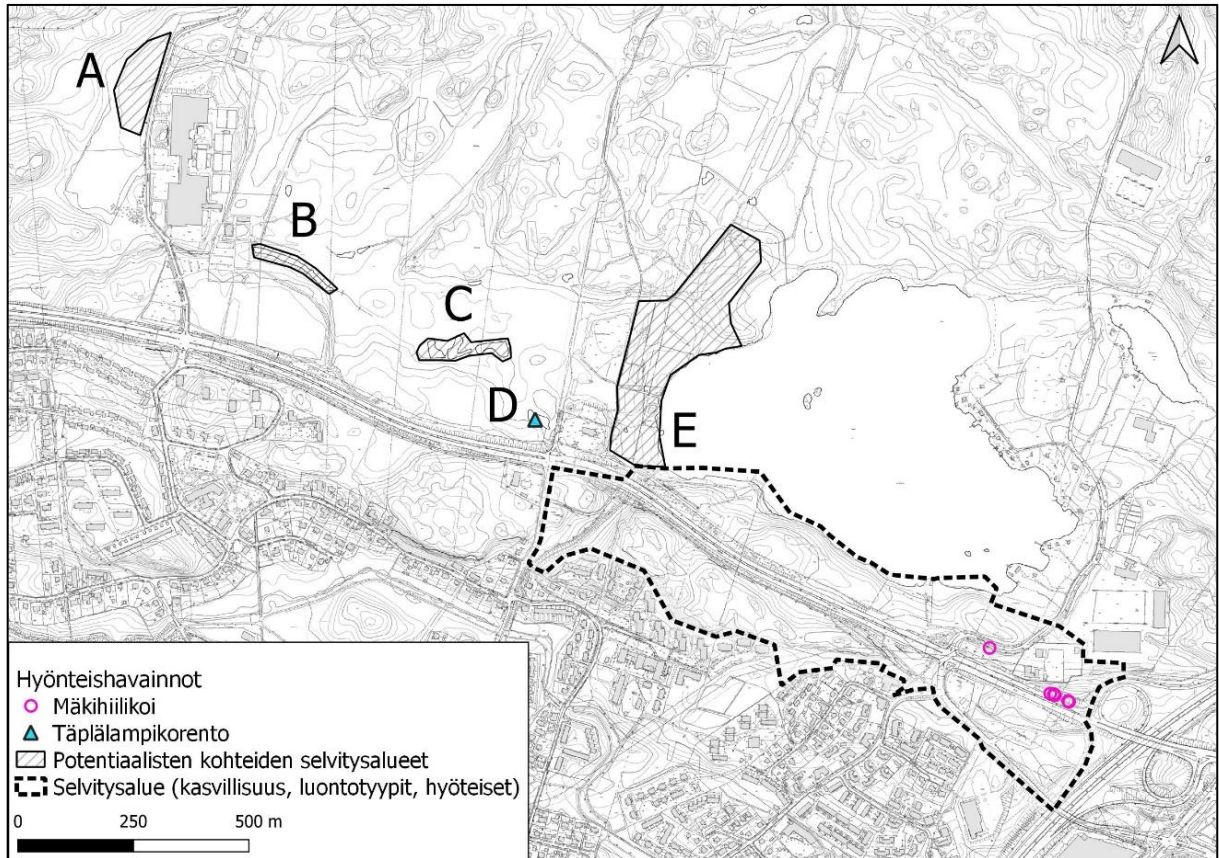 A
B
C
D
E
Hyönteishavainnot
Mäkihiilikoi
Täplälampikorento
Potentiaalisten kohteiden selvitysalueet
Selvitysalue (kasvillisuus, luontotyypit, hyöteiset)
0 250 500 m